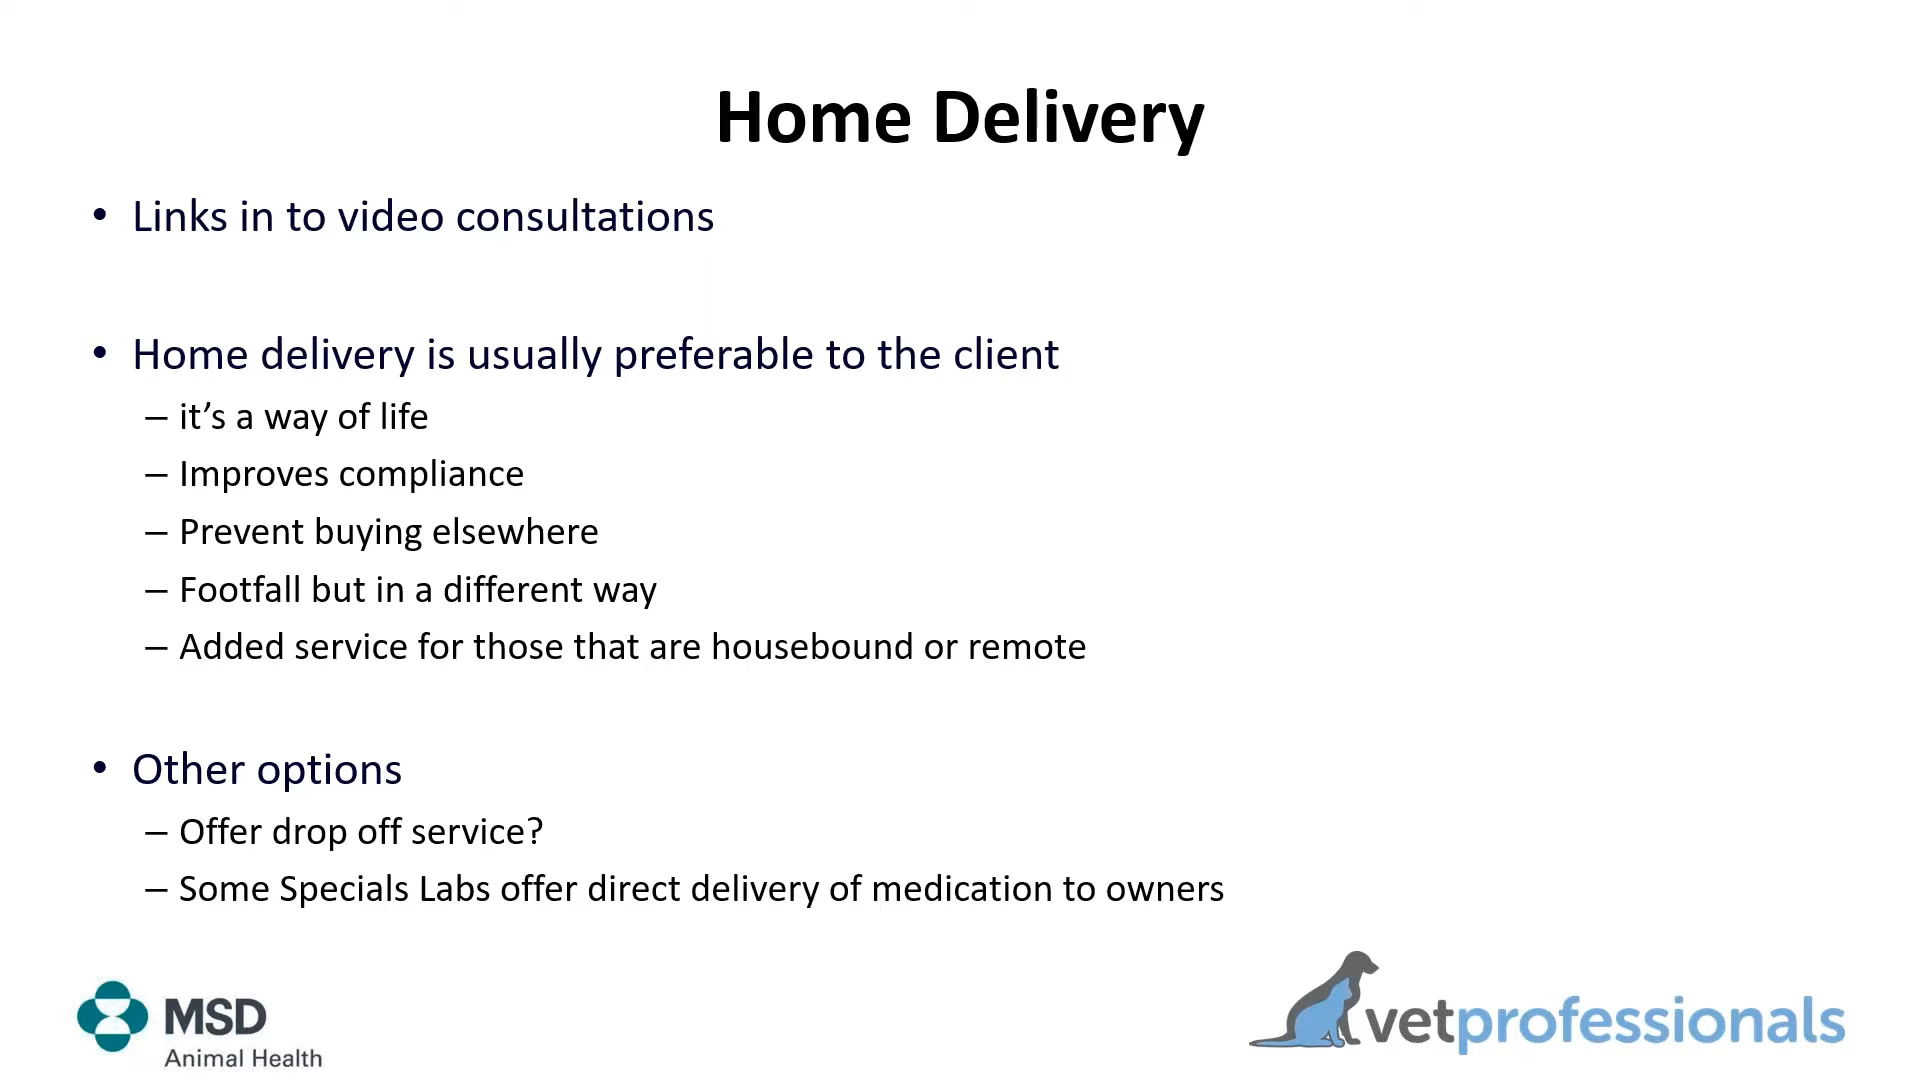 Home Delivery
• Links in to video consultations
• Home delivery is usually preferable to the client
– it’s a way of life
– Improves compliance
– Prevent buying elsewhere
– Footfall but in a different way
– Added service for those that are housebound or remote
• Other options
– Offer drop off service?
– Some Specials Labs offer direct delivery of medication to owners
MSD
Animal Health
vetprofessionals